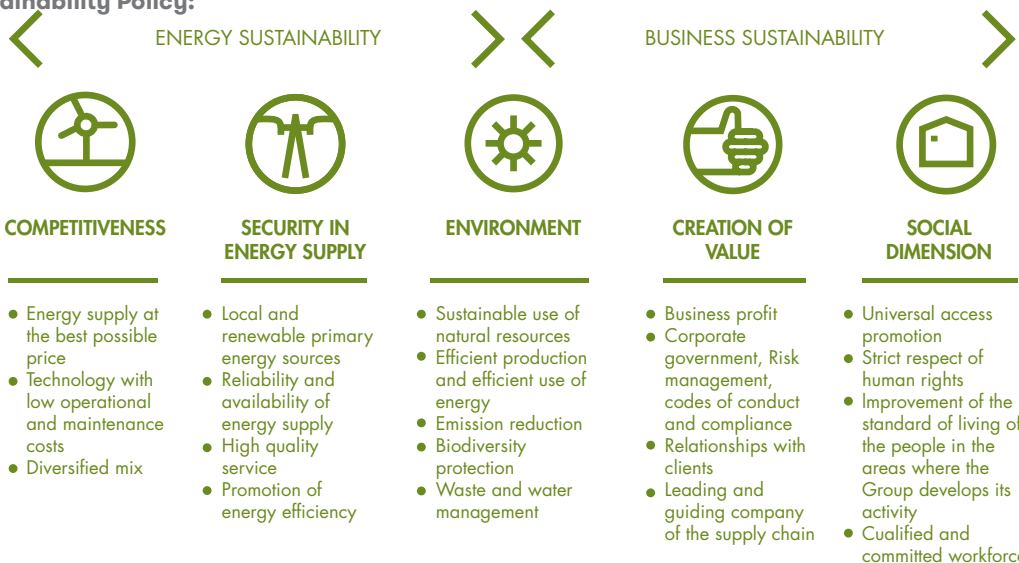 ainability Policy:
ENERGY SUSTAINABILITY
BUSINESS SUSTAINABILITY
COMPETITIVENESS
• Energy supply at
the best possible
price
• Technology with
low operational
and maintenance
costs
• Diversified mix
SECURITY IN
ENERGY SUPPLY
• Local and
renewable primary
energy sources
• Reliability and
availability of
energy supply
• High quality
service
• Promotion of
energy efficiency
ENVIRONMENT
• Sustainable use of
natural resources
• Efficient production
and efficient use of
energy
• Emission reduction
• Biodiversity
protection
• Waste and water
management
CREATION OF
VALUE
• Business profit
• Corporate
government, Risk
management,
codes of conduct
and compliance
• Relationships with
clients
• Leading and
guiding company
of the supply chain
SOCIAL
DIMENSION
• Universal access
promotion
• Strict respect of
human rights
• Improvement of the
standard of living of
the people in the
areas where the
Group develops its
activity
• Cualified and
committed workforc